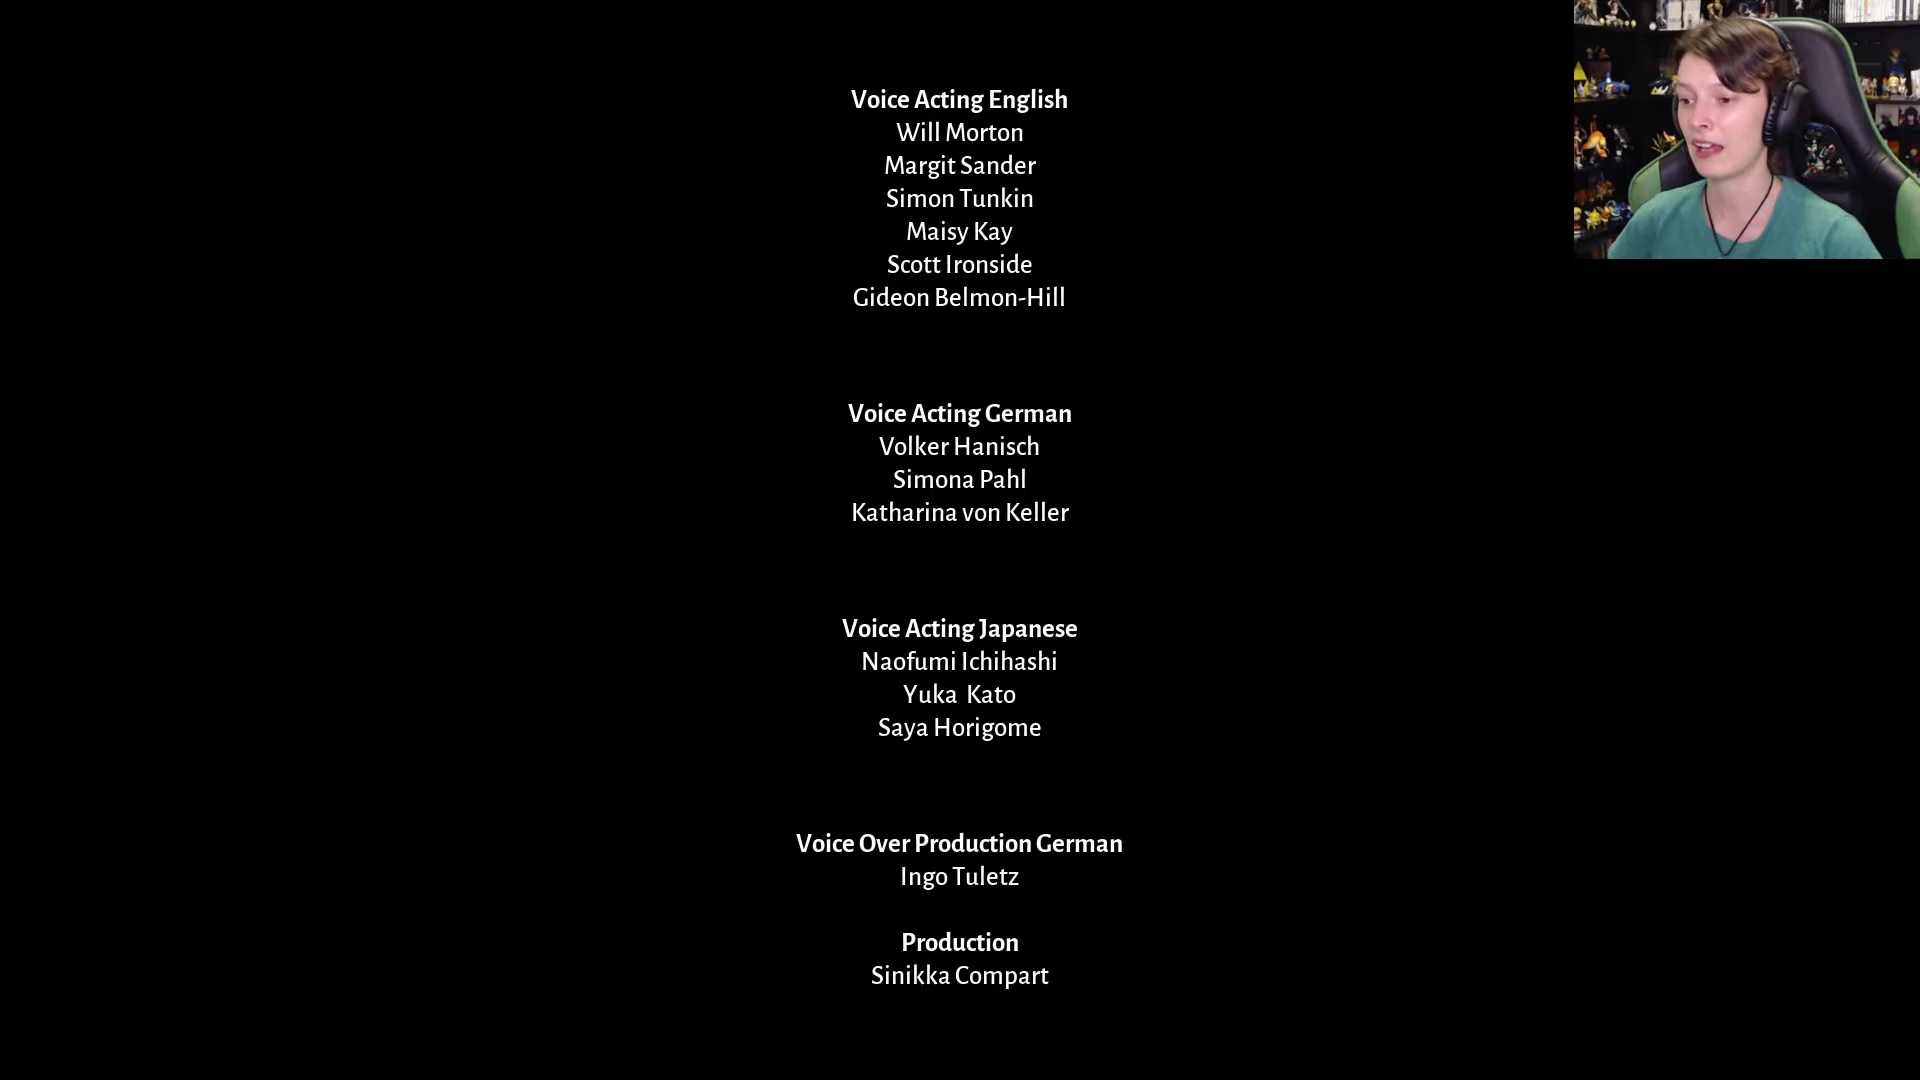 Voice Acting English
Will Morton
Margit Sander
Simon Tunkin
Maisy Kay
Scott Ironside
Gideon Belmon-Hill
Voice Acting German
Volker Hanisch
Simona Pahl
Katharina von Keller
Voice Acting Japanese
Naofumi Ichihashi
Yuka  Kato
Saya Horigome
Voice Over Production German
Ingo Tuletz
Production
Sinikka Compart